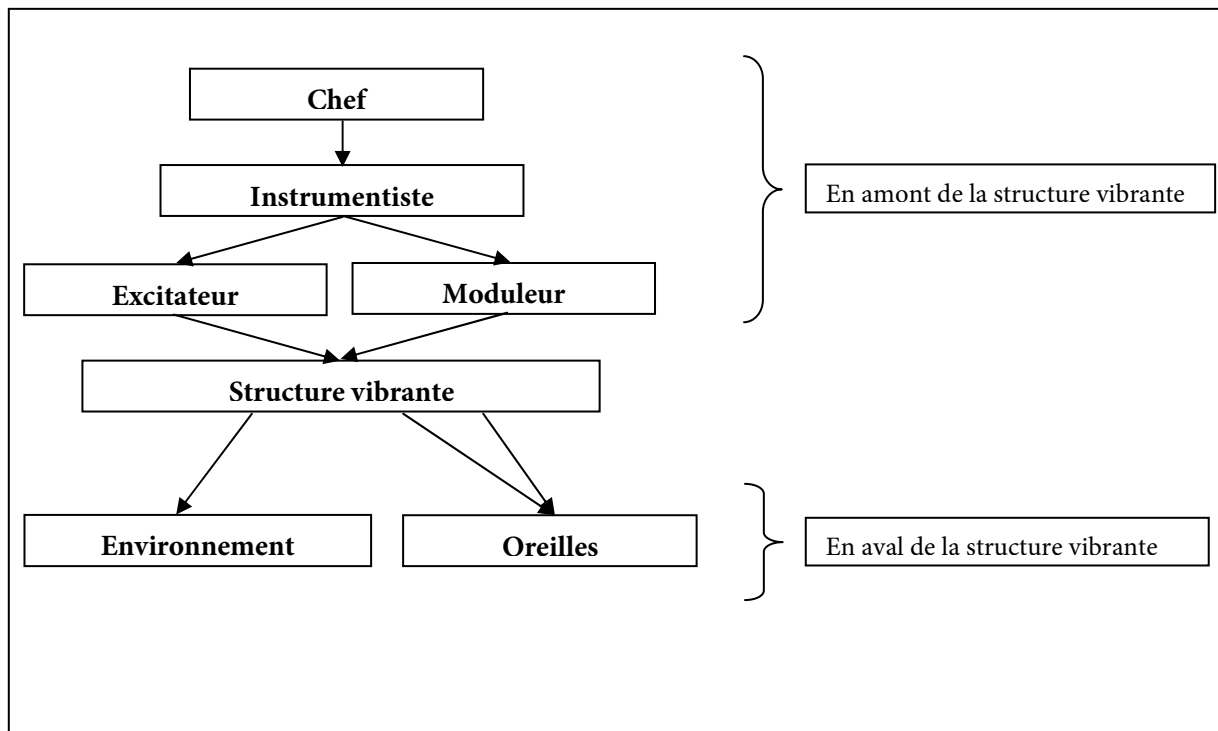 Chef
Instrumentiste
En amont de la structure vibrante
Excitateur
Moduleur
Structure vibrante
Environnement
Oreilles
En aval de la structure vibrante